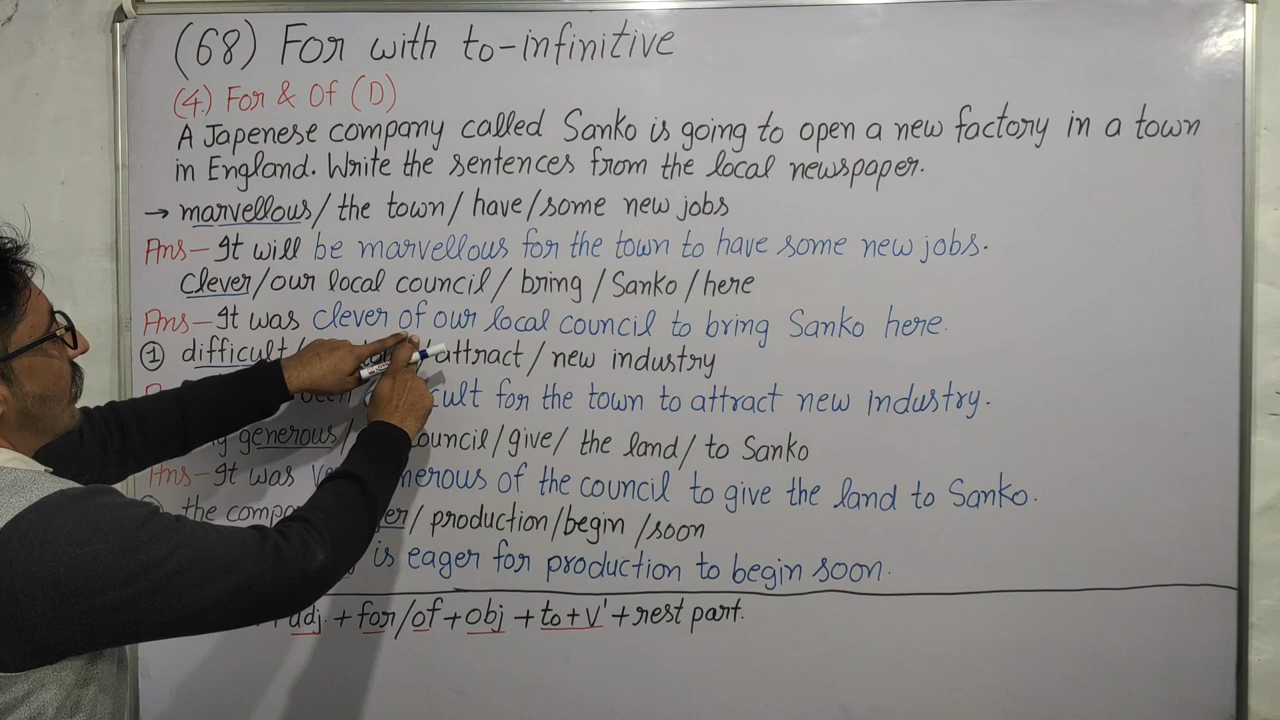 (68) For with to-infinitive
(4.) For & Of (D)
A Japenese company called Sanko is going to open a new factory in a town
in England. Write the sentences from the local newspaper.
→ marvellous/ the town/ have/some new jobs
Ans- It will be marvellous for the town to have some new jobs.
Clever/our local council/ bring /Sanko /here
Ans- It was clever of our local council to bring Sanko here.
① difficult/ /attract/ new industry
for the town to attract new industry.
generous/ council/give/ the land/ to Sanko
Ans- It was of the council to give the land to Sanko.
the / production/begin /soon
is eager for production to begin soon.
adj. + for/of +obj +to+V' +rest part.